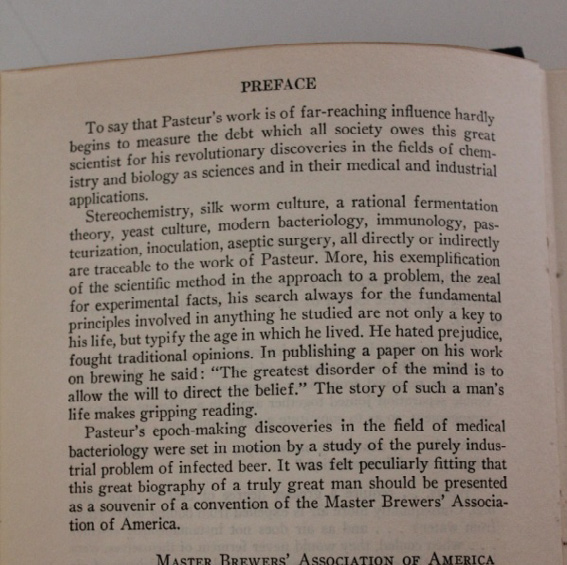 PREFACE
To say that Pasteur's work is of far-reaching influence hardly
begins to measure the debt which all society owes this great
scientist for his revolutionary discoveries in the fields of chem-
istry and biology as sciences and in their medical and industrial
applications.
Stereochemistry, silk worm culture, a rational fermentation
theory, yeast culture, modern bacteriology, immunology, pas-
teurization, inoculation, aseptic surgery, all directly or indirectly
are traceable to the work of Pasteur. More, his exemplification
of the scientific method in the approach to a problem, the zeal
for experimental facts, his search always for the fundamental
principles involved in anything he studied are not only a key to
his life, but typify the age in which he lived. He hated prejudice,
fought traditional opinions. In publishing a paper on his work
on brewing he said: "The greatest disorder of the mind is to
allow the will to direct the belief." The story of such a man's
life makes gripping reading.
Pasteur's epoch-making discoveries in the field of medical
bacteriology were set in motion by a study of the purely indus-
trial problem of infected beer. It was felt peculiarly fitting that
this great biography of a truly great man should be presented
as a souvenir of a convention of the Master Brewers' Associa-
tion of America.
MASTER BREWERS' ASSOCIATION OF AMERICA